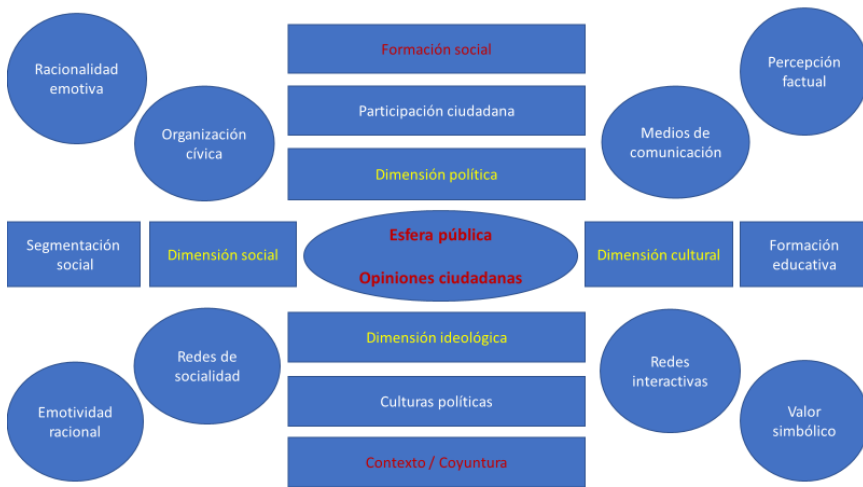 Formación social
Racionalidad
emotiva
Percepción
factual
Participación ciudadana
Organización
cívica
Medios de
comunicación
Dimensión política
Segmentación
social
Dimensión social
Esfera pública
Opiniones ciudadanas
Dimensión cultural
Formación
educativa
Dimensión ideológica
Redes de
socialidad
Redes
interactivas
Culturas políticas
Emotividad
racional
Valor
simbólico
Contexto / Coyuntura